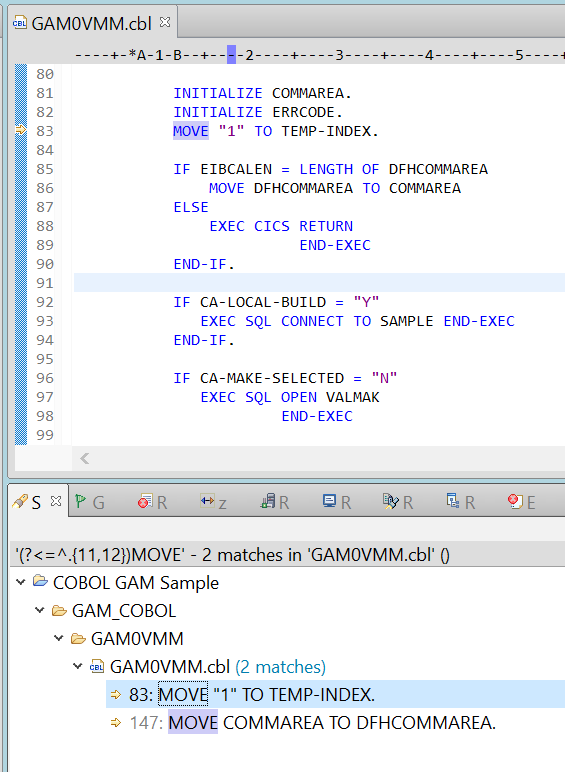 GAM0VMM.cbl
----+-*A-1-B--+----2----+----3----+----4----+----5----+
80
81 INITIALIZE COMMAREA.
82 INITIALIZE ERRCODE.
83 MOVE "1" TO TEMP-INDEX.
84
85 IF EIBCALEN = LENGTH OF DFHCOMMAREA
86 MOVE DFHCOMMAREA TO COMMAREA
87 ELSE
88 EXEC CICS RETURN
89 END-EXEC
90 END-IF.
91
92 IF CA-LOCAL-BUILD = "Y"
93 EXEC SQL CONNECT TO SAMPLE END-EXEC
94 END-IF.
95
96 IF CA-MAKE-SELECTED = "N"
97 EXEC SQL OPEN VALMAK
98 END-EXEC
99
S G R z R R R R E
'(?<=^.{11,12})MOVE' - 2 matches in 'GAM0VMM.cbl' ()
COBOL GAM Sample
GAM_COBOL
GAM0VMM
GAM0VMM.cbl (2 matches)
83: MOVE "1" TO TEMP-INDEX.
147: MOVE COMMAREA TO DFHCOMMAREA.